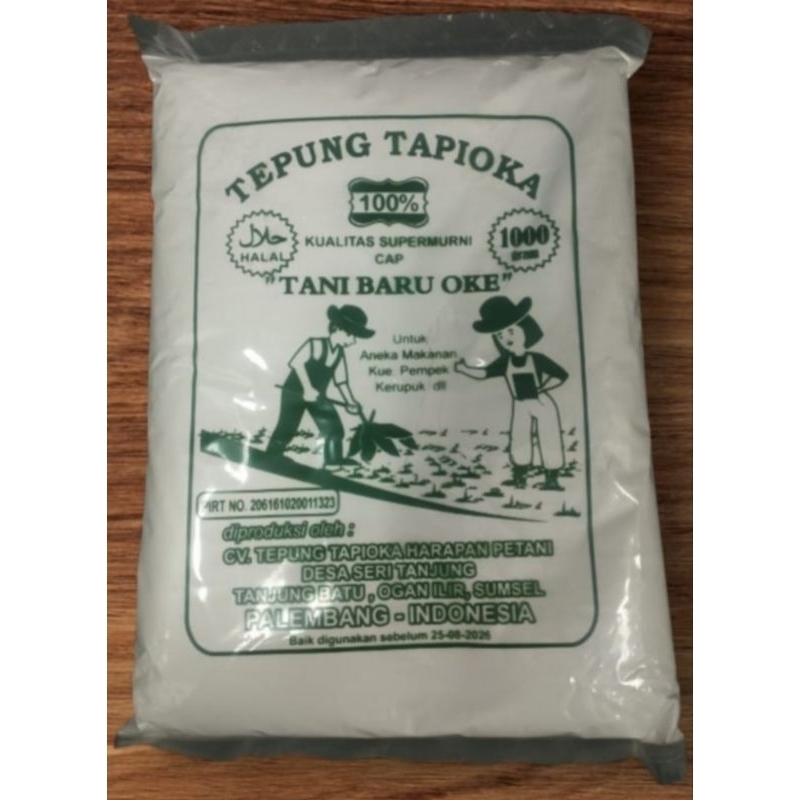 TEPUNG TAPIOKA
100%
حلال
HALAL
KUALITAS SUPERMURNI
CAP
1000
gram
"TANI BARU OKE"
Untuk
Aneka Makanan
Kue Pempek
Kerupuk dll
PIRT NO. 206161020011323
diproduksi oleh :
CV. TEPUNG TAPIOKA HARAPAN PETANI
DESA SERI TANJUNG
TANJUNG BATU , OGAN ILIR, SUMSEL
PALEMBANG - INDONESIA
Baik digunakan sebelum 25-08-2026